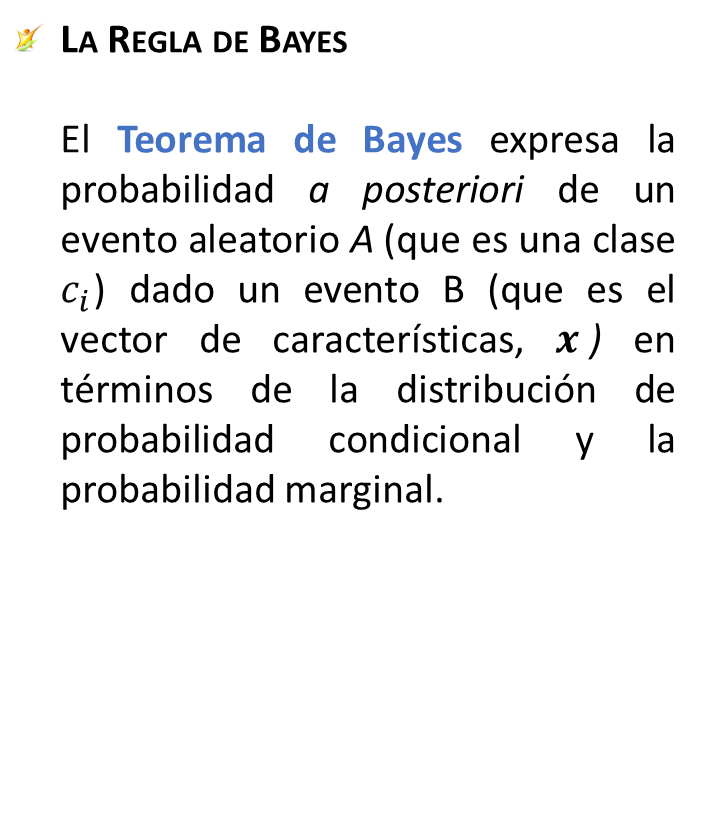 LA REGLA DE BAYES
El Teorema de Bayes expresa la
probabilidad a posteriori de un
evento aleatorio A (que es una clase
𝑐𝑖) dado un evento B (que es el
vector de características, 𝒙 ) en
términos de la distribución de
probabilidad condicional y la
probabilidad marginal.